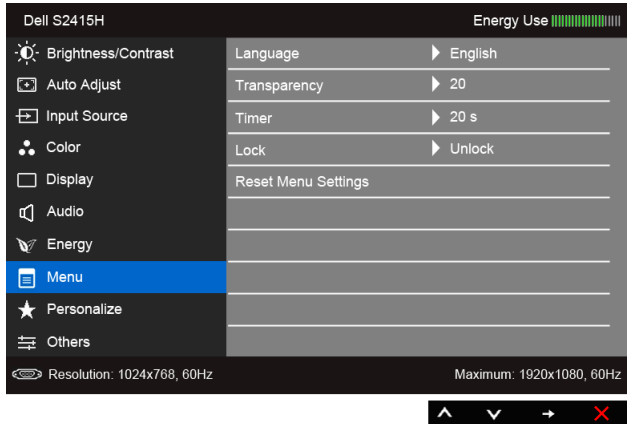 Dell S2415H Energy Use
Brightness/Contrast Language English
Auto Adjust Transparency 20
Input Source Timer 20 s
Color Lock Unlock
Display Reset Menu Settings
Audio
Energy
Menu
Personalize
Others
Resolution: 1024x768, 60Hz Maximum: 1920x1080, 60Hz